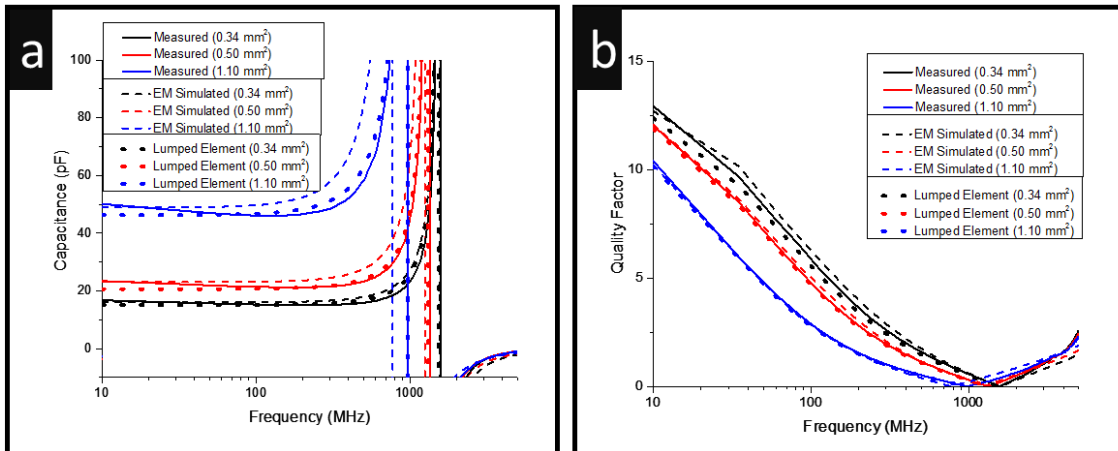 a
Measured (0.34 mm²)
Measured (0.50 mm²)
Measured (1.10 mm²)
EM Simulated (0.34 mm²)
EM Simulated (0.50 mm²)
EM Simulated (1.10 mm²)
Lumped Element (0.34 mm²)
Lumped Element (0.50 mm²)
Lumped Element (1.10 mm²)
Capacitance (pF)
100
80
60
40
20
0
10
100
1000
Frequency (MHz)
b
Measured (0.34 mm²)
Measured (0.50 mm²)
Measured (1.10 mm²)
EM Simulated (0.34 mm²)
EM Simulated (0.50 mm²)
EM Simulated (1.10 mm²)
Lumped Element (0.34 mm²)
Lumped Element (0.50 mm²)
Lumped Element (1.10 mm²)
Quality Factor
15
10
5
0
10
100
1000
Frequency (MHz)